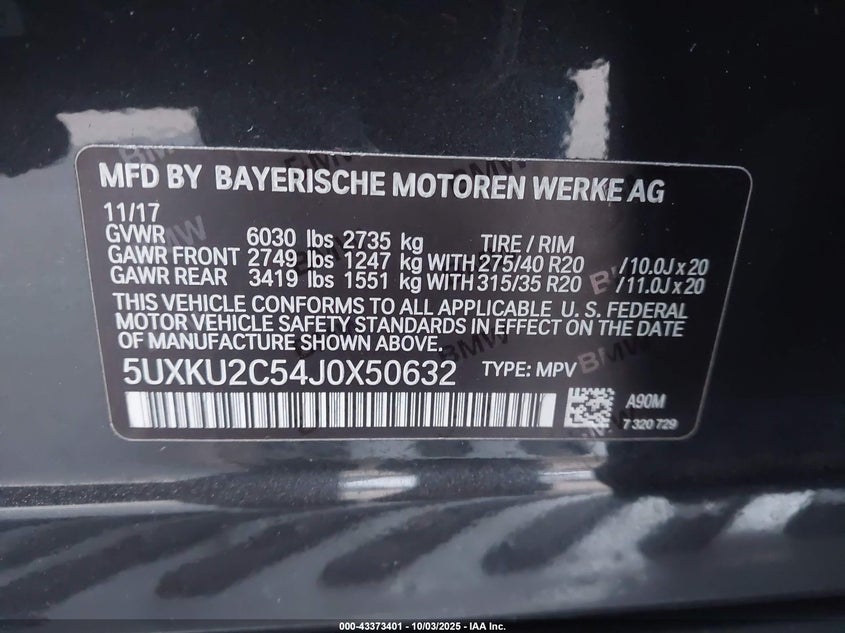 MFD BY BAYERISCHE MOTOREN WERKE AG
11/17
GVWR 6030 lbs 2735 kg TIRE / RIM
GAWR FRONT 2749 lbs 1247 kg WITH 275/40 R20 /10.0J x 20
GAWR REAR 3419 lbs 1551 kg WITH 315/35 R20 /11.0J x 20
THIS VEHICLE CONFORMS TO ALL APPLICABLE U. S. FEDERAL
MOTOR VEHICLE SAFETY STANDARDS IN EFFECT ON THE DATE
OF MANUFACTURE SHOWN ABOVE.
5UXKU2C54J0X50632 TYPE: MPV
A90M
7 320 729
000-43373401 - 10/03/2025 - IAA Inc.